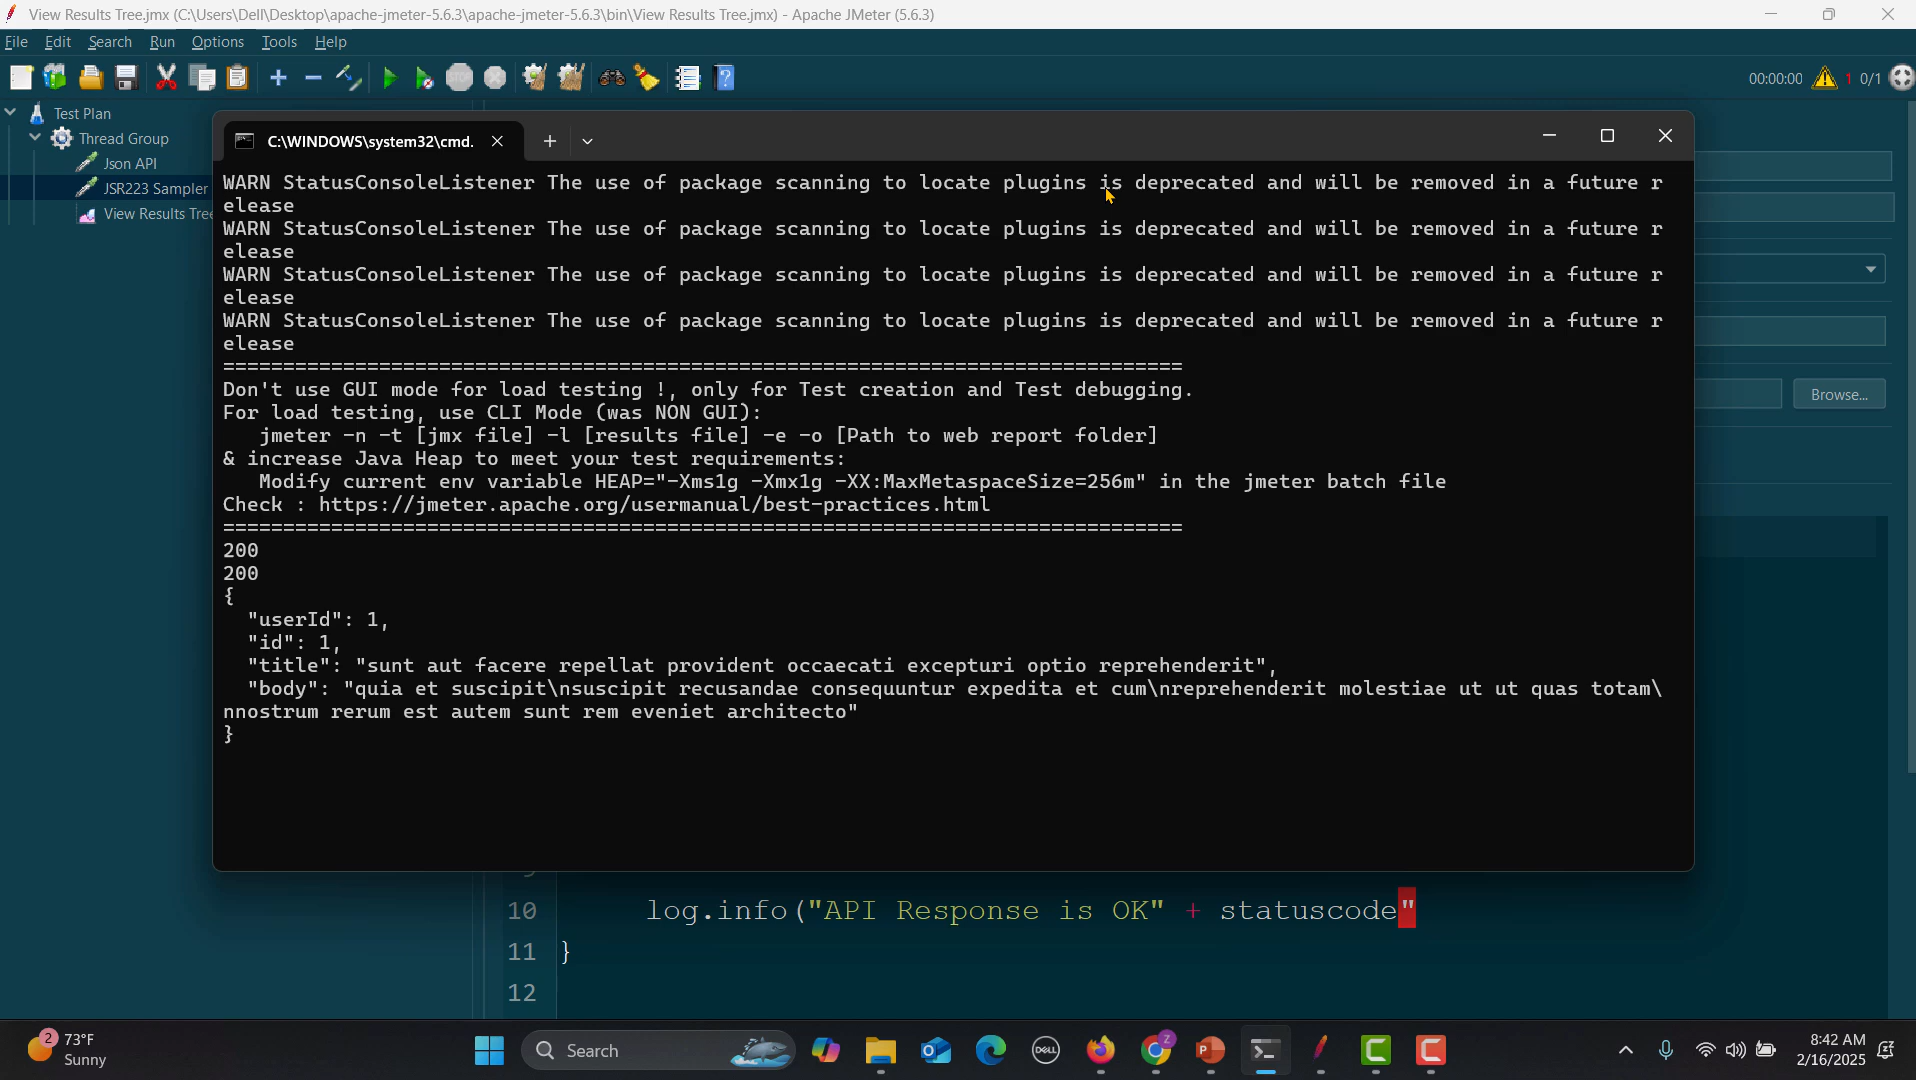 View Results Tree.jmx (C:\Users\Dell\Desktop\apache-jmeter-5.6.3\apache-jmeter-5.6.3\bin\View Results Tree.jmx) - Apache JMeter (5.6.3)
File Edit Search Run Options Tools Help
STOP
00:00:00 1 0/1
Test Plan
Thread Group
Json API
JSR223 Sampler
View Results Tree
C:\WINDOWS\system32\cmd.
WARN StatusConsoleListener The use of package scanning to locate plugins is deprecated and will be removed in a future r
elease
WARN StatusConsoleListener The use of package scanning to locate plugins is deprecated and will be removed in a future r
elease
WARN StatusConsoleListener The use of package scanning to locate plugins is deprecated and will be removed in a future r
elease
WARN StatusConsoleListener The use of package scanning to locate plugins is deprecated and will be removed in a future r
elease
================================================================================
Don't use GUI mode for load testing !, only for Test creation and Test debugging.
For load testing, use CLI Mode (was NON GUI):
   jmeter -n -t [jmx file] -l [results file] -e -o [Path to web report folder]
& increase Java Heap to meet your test requirements:
   Modify current env variable HEAP="-Xms1g -Xmx1g -XX:MaxMetaspaceSize=256m" in the jmeter batch file
Check : https://jmeter.apache.org/usermanual/best-practices.html
================================================================================
200
200
{
  "userId": 1,
  "id": 1,
  "title": "sunt aut facere repellat provident occaecati excepturi optio reprehenderit",
  "body": "quia et suscipit\nsuscipit recusandae consequuntur expedita et cum\nreprehenderit molestiae ut ut quas totam\
nnostrum rerum est autem sunt rem eveniet architecto"
}
Browse...
10 log.info("API Response is OK" + statuscode"
11 }
12
2
73°F
Sunny
Search
DELL
Z
8:42 AM
2/16/2025